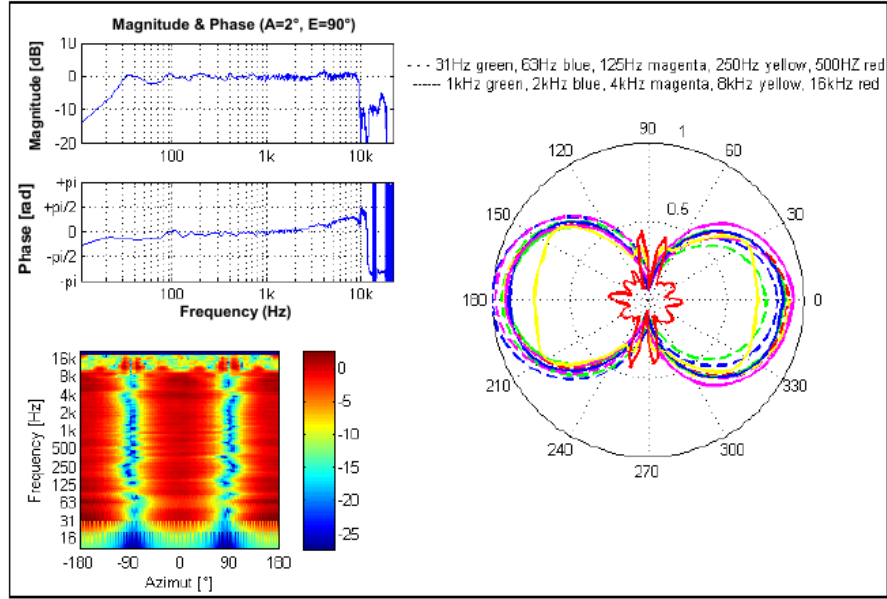 Magnitude & Phase (A=2°, E=90°)
Magnitude [dB]
10
0
-10
-20
100
1k
10k
Phase [rad]
+pi
+pi/2
0
-pi/2
-pi
100
1k
10k
Frequency (Hz)
- - - 31Hz green, 63Hz blue, 125Hz magenta, 250Hz yellow, 500HZ red
------ 1kHz green, 2kHz blue, 4kHz magenta, 8kHz yellow, 16kHz red
90
1
120
60
0.5
150
30
180
0
210
330
240
300
270
Frequency [Hz]
16k
8k
4k
2k
1k
500
250
125
63
31
16
-180
-90
0
90
180
Azimut [°]
0
-5
-10
-15
-20
-25